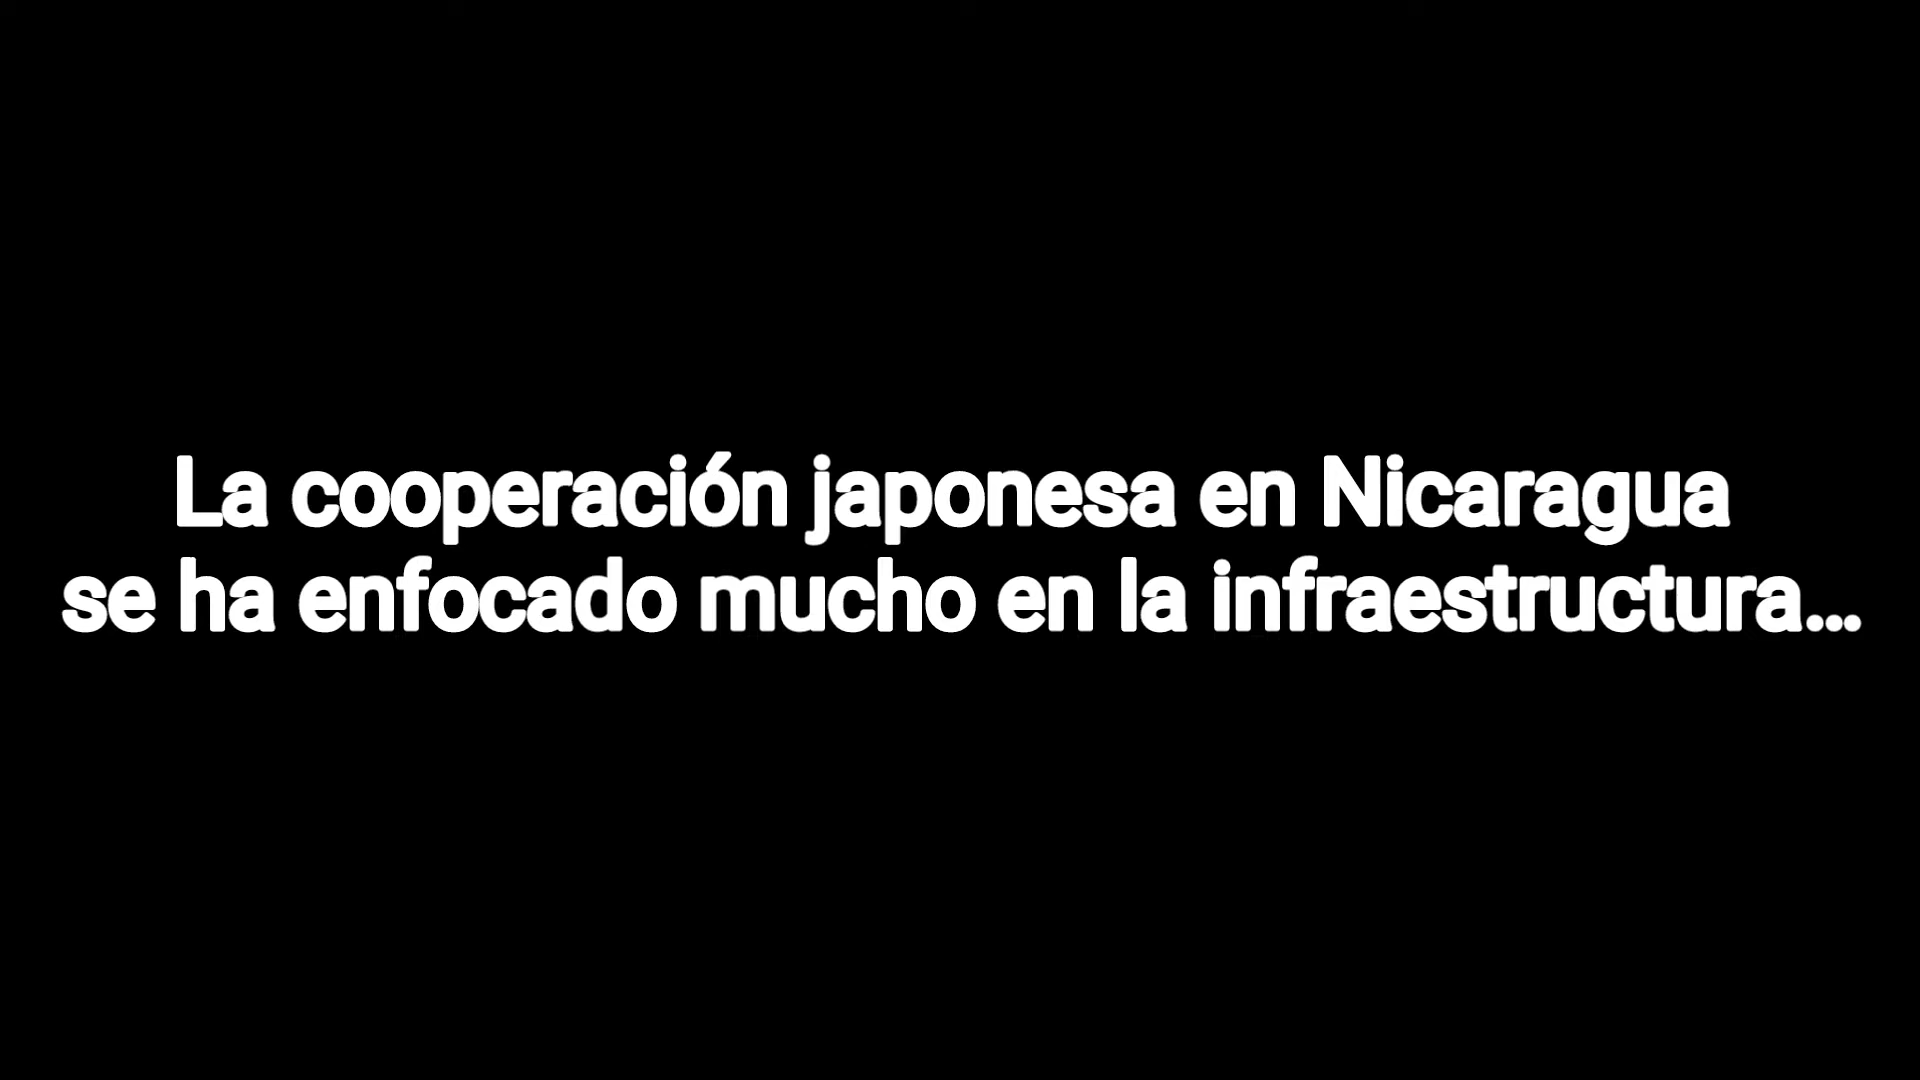 La cooperación japonesa en Nicaragua
se ha enfocado mucho en la infraestructura...